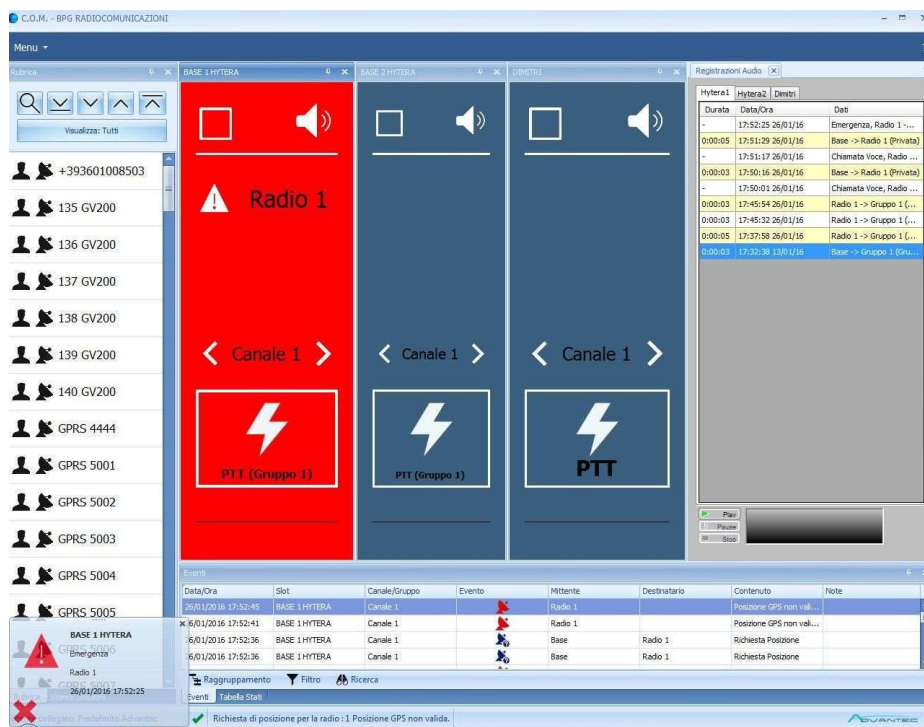 C.O.M. - BPG RADIOCOMUNICAZIONI
Menu
Rubrica
Visualizza: Tutti
+393601008503
135 GV200
136 GV200
137 GV200
138 GV200
139 GV200
140 GV200
GPRS 4444
GPRS 5001
GPRS 5002
GPRS 5003
GPRS 5004
GPRS 5005
GPRS 5006
GPRS 5007
BASE 1 HYTERA
Emergenza
Radio 1
26/01/2016 17:52:25
BASE 1 HYTERA
Radio 1
Canale 1
PTT (Gruppo 1)
BASE 2 HYTERA
Canale 1
PTT (Gruppo 1)
DIMITRI
Canale 1
PTT
Registrazioni Audio
Hytera1 Hytera2 Dimitri
Durata Data/Ora Dati
- 17:52:25 26/01/16 Emergenza, Radio 1 -...
0:00:05 17:51:29 26/01/16 Base -> Radio 1 (Privata)
- 17:51:17 26/01/16 Chiamata Voce, Radio ...
0:00:03 17:50:16 26/01/16 Base -> Radio 1 (Privata)
- 17:50:01 26/01/16 Chiamata Voce, Radio ...
0:00:03 17:45:54 26/01/16 Radio 1 -> Gruppo 1 (...
0:00:03 17:45:32 26/01/16 Radio 1 -> Gruppo 1 (...
0:00:05 17:37:58 26/01/16 Radio 1 -> Gruppo 1 (...
0:00:03 17:32:38 13/01/16 Base -> Gruppo 1 (Gru...
Play
Pause
Stop
Eventi
Data/Ora Slot Canale/Gruppo Evento Mittente Destinatario Contenuto Note
26/01/2016 17:52:45 BASE 1 HYTERA Canale 1 Radio 1 Posizione GPS non vali...
6/01/2016 17:52:41 BASE 1 HYTERA Canale 1 Radio 1 Posizione GPS non vali...
6/01/2016 17:52:36 BASE 1 HYTERA Canale 1 Base Radio 1 Richiesta Posizione
6/01/2016 17:52:36 BASE 1 HYTERA Canale 1 Base Radio 1 Richiesta Posizione
Raggruppamento Filtro Ricerca
Eventi Tabella Stati
Richiesta di posizione per la radio : 1 Posizione GPS non valida.
ADVANTEC